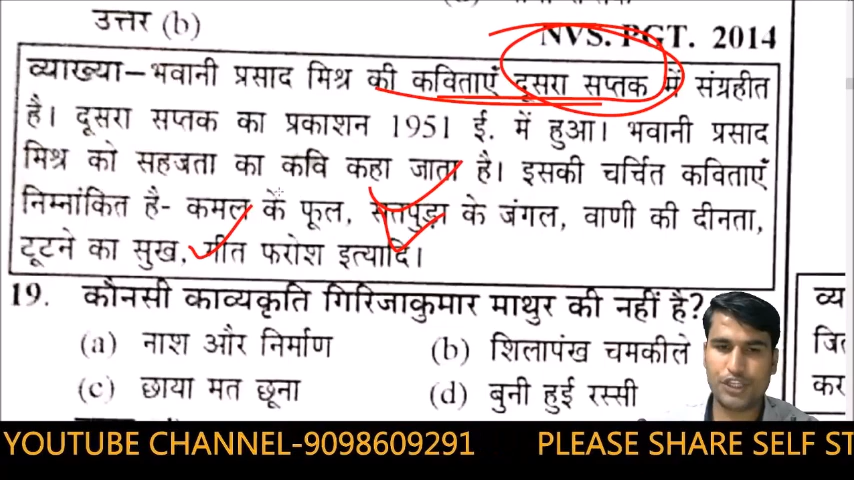 उत्तर (b)
NVS. PGT. 2014
व्याख्या–भवानी प्रसाद मिश्र की कविताएँ दूसरा सप्तक में संग्रहीत
है। दूसरा सप्तक का प्रकाशन 1951 ई. में हुआ। भवानी प्रसाद
मिश्र को सहजता का कवि कहा जाता है। इसकी चर्चित कविताएँ
निम्नांकित है- कमल के फूल, सतपुड़ा के जंगल, वाणी की दीनता,
टूटने का सुख, गीत फरोश इत्यादि।
19. कौनसी काव्यकृति गिरिजाकुमार माथुर की नहीं है?
(a) नाश और निर्माण
(b) शिलापंख चमकीले
(c) छाया मत छूना
(d) बुनी हुई रस्सी
व्य
जि
कर
YOUTUBE CHANNEL-9098609291 PLEASE SHARE SELF ST